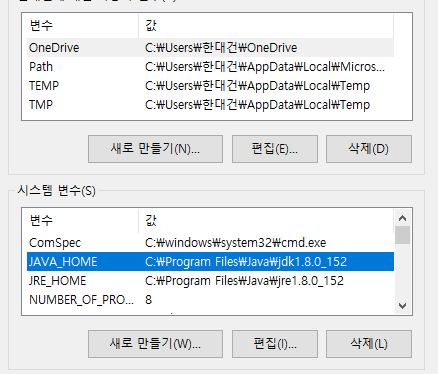 변수 값
OneDrive C:₩Users₩한대건₩OneDrive
Path C:₩Users₩한대건₩AppData₩Local₩Micros...
TEMP C:₩Users₩한대건₩AppData₩Local₩Temp
TMP C:₩Users₩한대건₩AppData₩Local₩Temp
새로 만들기(N)... 편집(E)... 삭제(D)
시스템 변수(S)
변수 값
ComSpec C:₩windows₩system32₩cmd.exe
JAVA_HOME C:₩Program Files₩Java₩jdk1.8.0_152
JRE_HOME C:₩Program Files₩Java₩jre1.8.0_152
NUMBER_OF_PRO... 8
새로 만들기(W)... 편집(I)... 삭제(L)